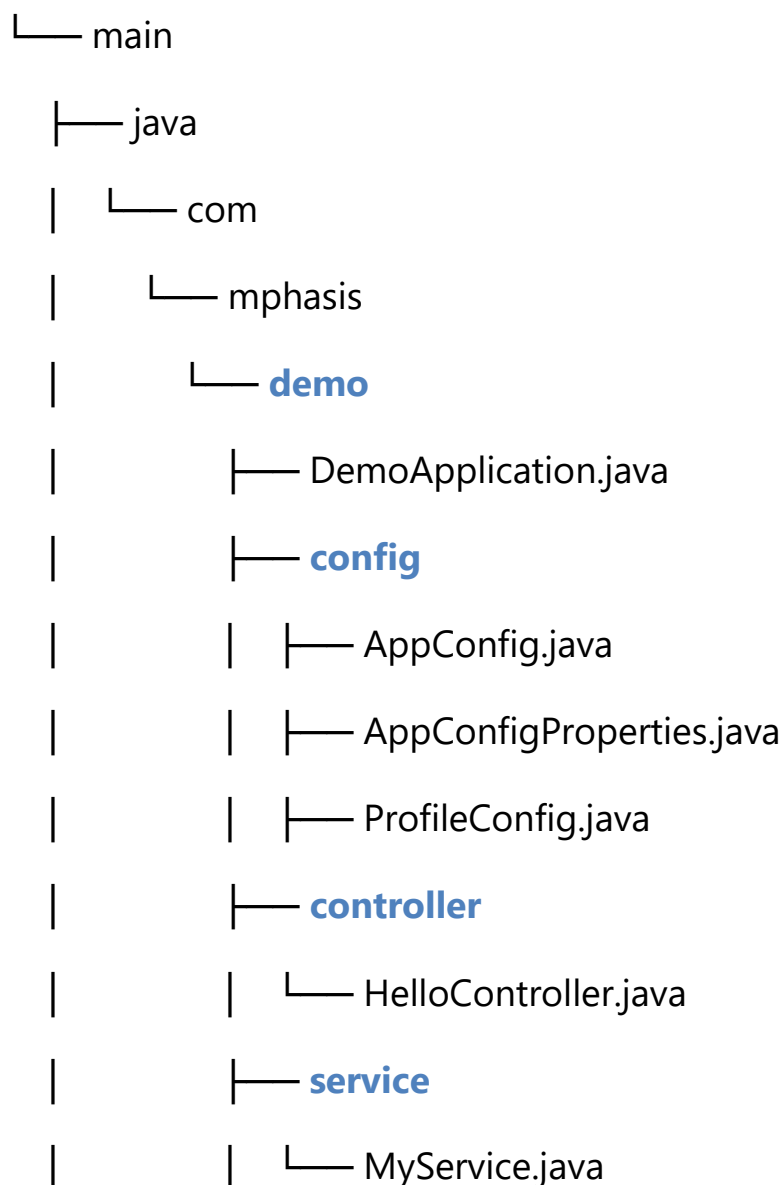 └── main
├── java
│ └── com
│ └── mphasis
│ └── demo
│ ├── DemoApplication.java
│ ├── config
│ │ ├── AppConfig.java
│ │ ├── AppConfigProperties.java
│ │ ├── ProfileConfig.java
│ ├── controller
│ │ └── HelloController.java
│ ├── service
│ │ └── MyService.java